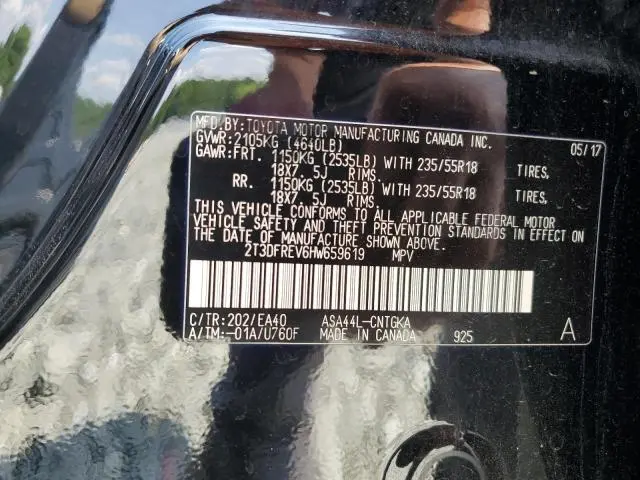 MFD.BY:TOYOTA MOTOR MANUFACTURING CANADA INC.
GVWR:2105KG (4640LB) 05/17
GAWR:FRT. 1150KG (2535LB) WITH 235/55R18 TIRES,
18X7. 5J RIMS.
RR. 1150KG (2535LB) WITH 235/55R18 TIRES,
18X7. 5J RIMS.
THIS VEHICLE CONFORMS TO ALL APPLICABLE FEDERAL MOTOR
VEHICLE SAFETY AND THEFT PREVENTION STANDARDS IN EFFECT ON
THE DATE OF MANUFACTURE SHOWN ABOVE.
2T3DFREV6HW659619 MPV
C/TR:202/EA40 ASA44L-CNTGKA
A/TM:-01A/U760F MADE IN CANADA 925 A